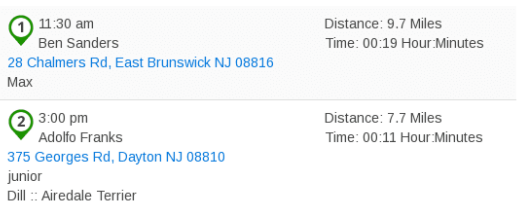 1 11:30 am Distance: 9.7 Miles
Ben Sanders Time: 00:19 Hour:Minutes
28 Chalmers Rd, East Brunswick NJ 08816
Max
2 3:00 pm Distance: 7.7 Miles
Adolfo Franks Time: 00:11 Hour:Minutes
375 Georges Rd, Dayton NJ 08810
junior
Dill :: Airedale Terrier